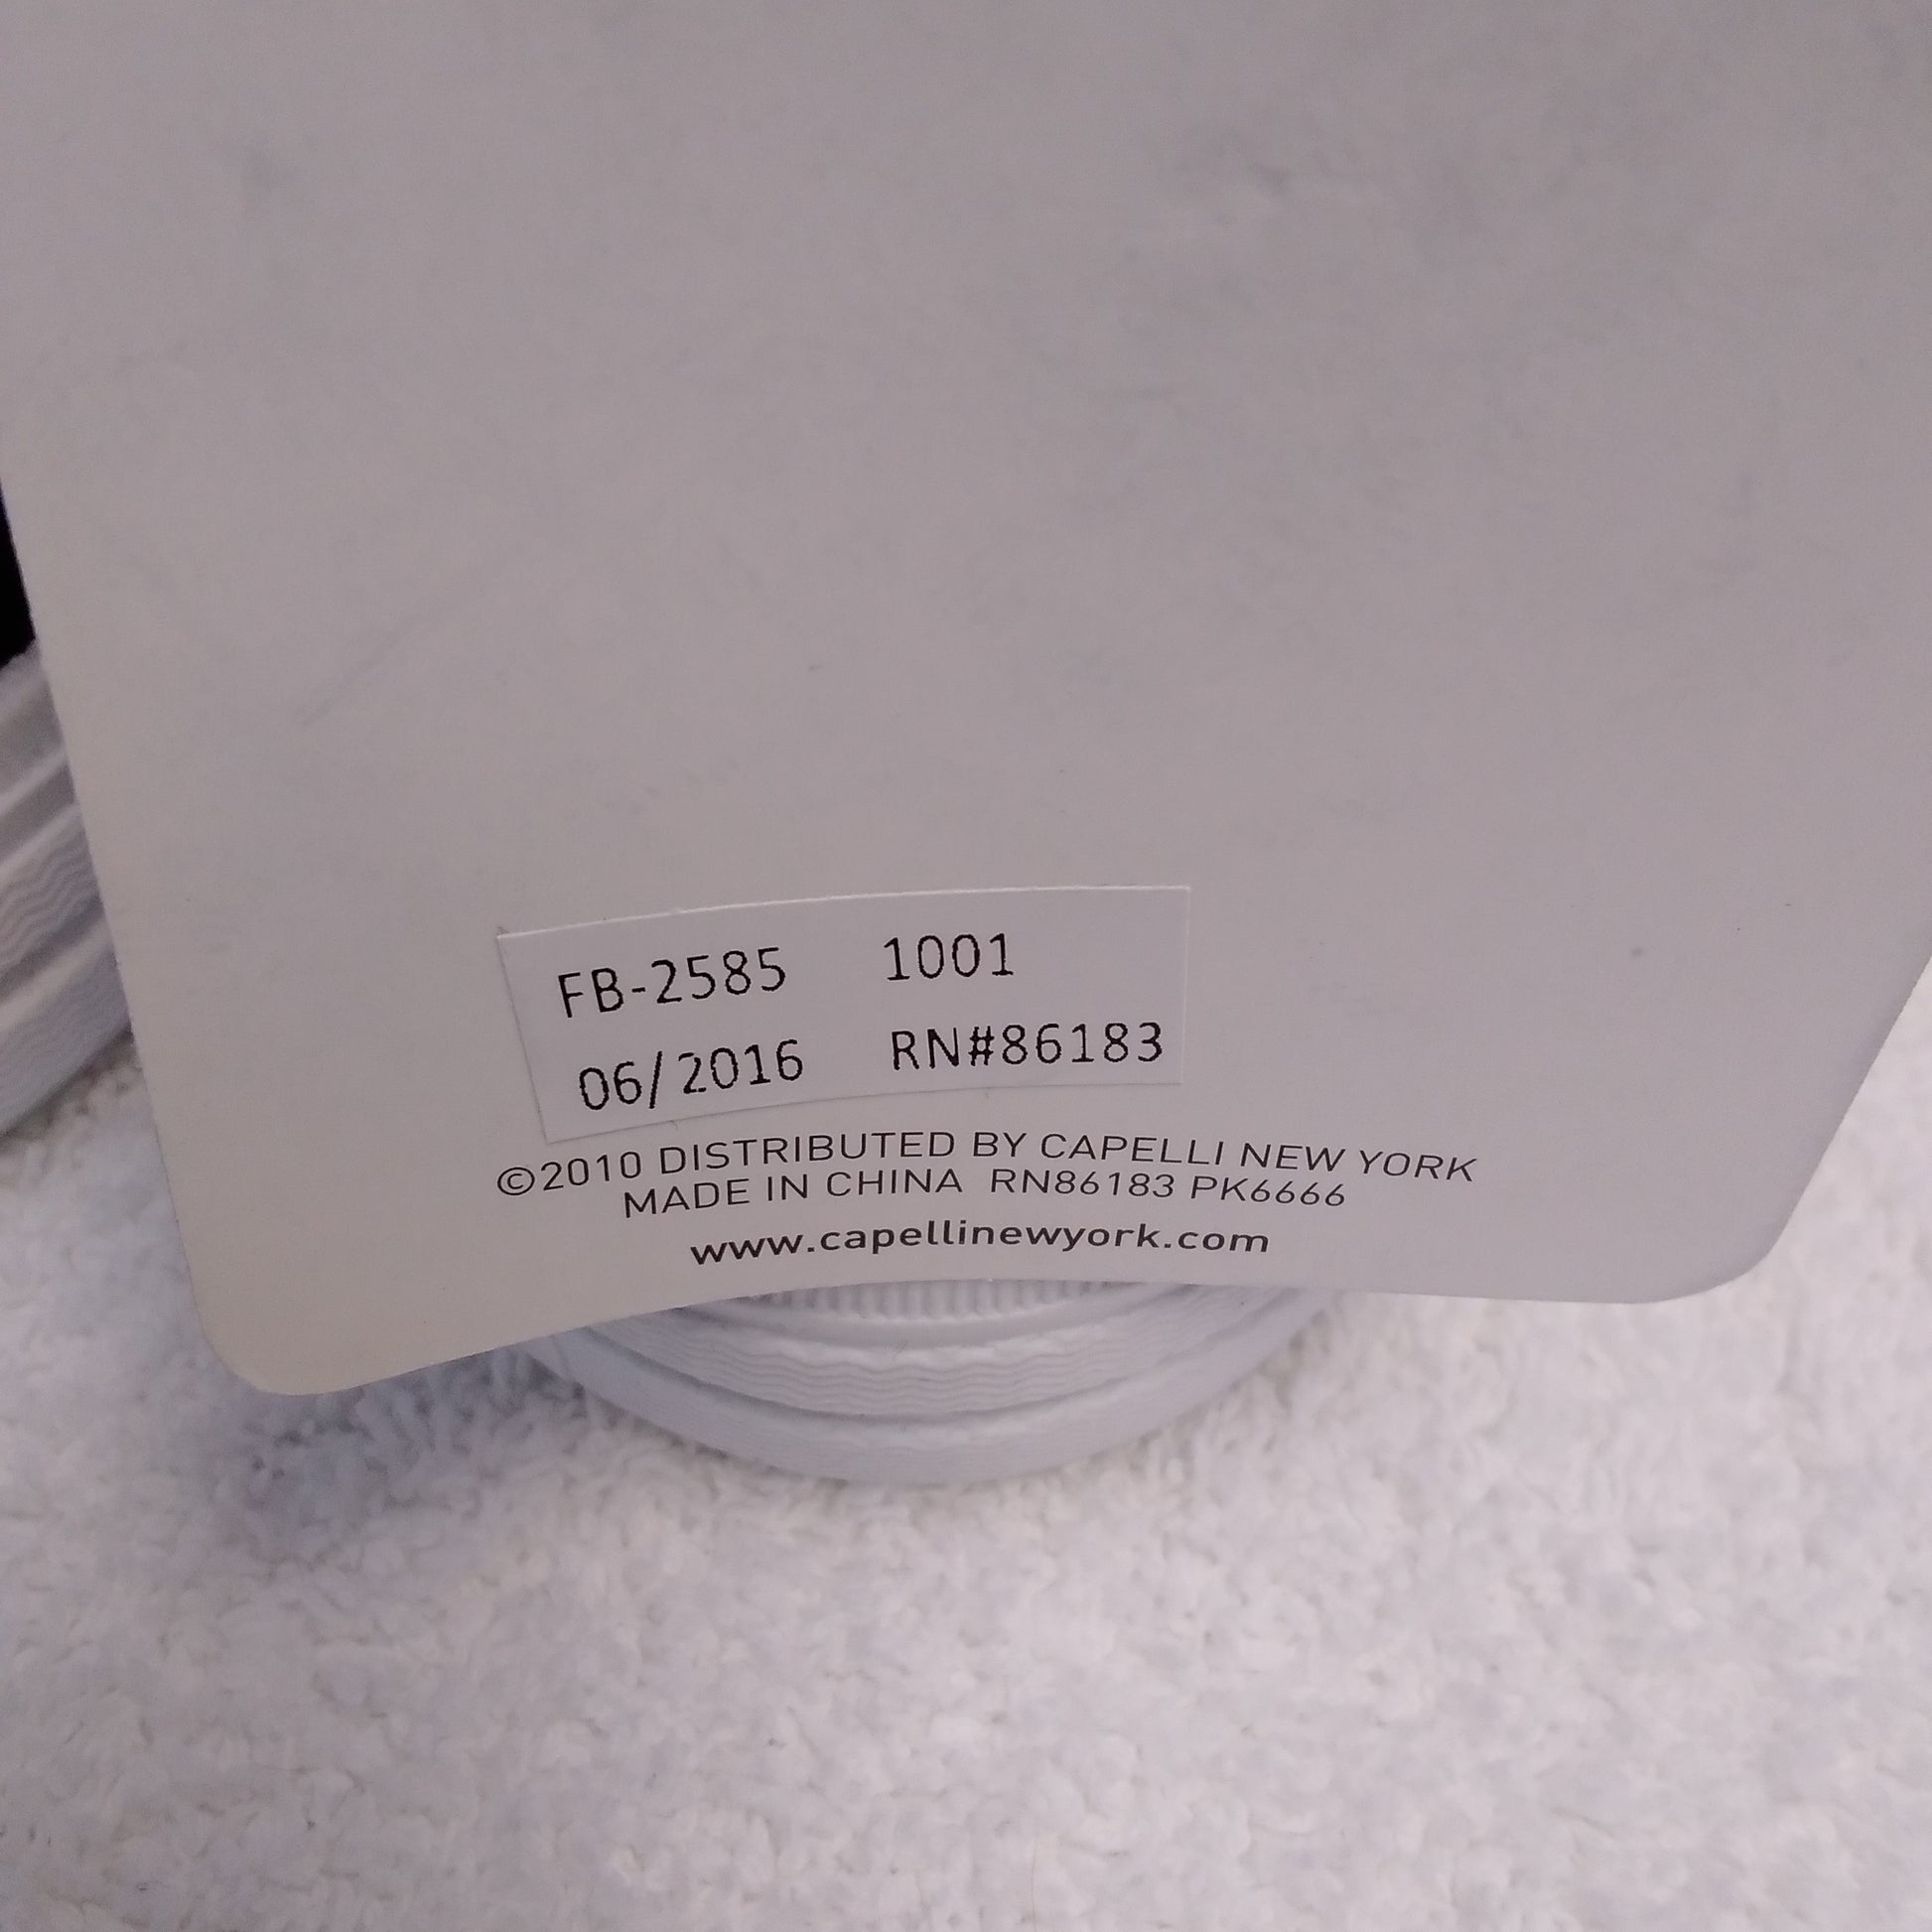 FB-2585 1001
06/2016 RN#86183
©2010 DISTRIBUTED BY CAPELLI NEW YORK
MADE IN CHINA RN86183 PK6666
www.capellinewyork.com